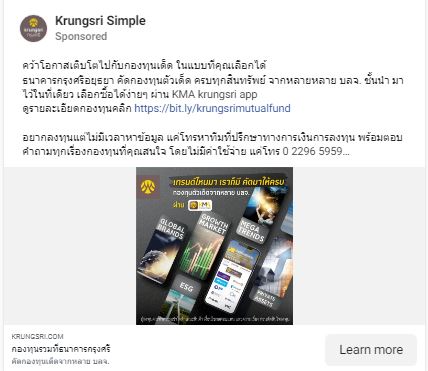 Krungsri Simple
Sponsored
คว้าโอกาสเติบโตไปกับกองทุนเด็ด ในแบบที่คุณเลือกได้
ธนาคารกรุงศรีอยุธยา คัดกองทุนตัวเด็ด ครบทุกสินทรัพย์ จากหลายหลาย บลจ. ชั้นนำ มา
ไว้ในที่เดียว เลือกซื้อได้ง่ายๆ ผ่าน KMA krungsri app
ดูรายละเอียดกองทุนคลิก https://bit.ly/krungsrimutualfund
อยากลงทุนแต่ไม่มีเวลาหาข้อมูล แค่โทรหาทีมที่ปรึกษาทางการเงินการลงทุน พร้อมตอบ
คำถามทุกเรื่องกองทุนที่คุณสนใจ โดยไม่มีค่าใช้จ่าย แค่โทร 0 2296 5959...
เทรนด์ไหนมา เราก็มี คัดมาให้ครบ
กองทุนตัวเด็ดจากหลาย บลจ.
ผ่าน KMA
GLOBAL BRANDS
GROWTH MARKET
MEGA TRENDS
ESG
PRIVATE ASSETS
KRUNGSRI.COM
กองทุนรวมที่ธนาคารกรุงศรี
คัดกองทุนเด็ดจากหลาย บลจ.
Learn more